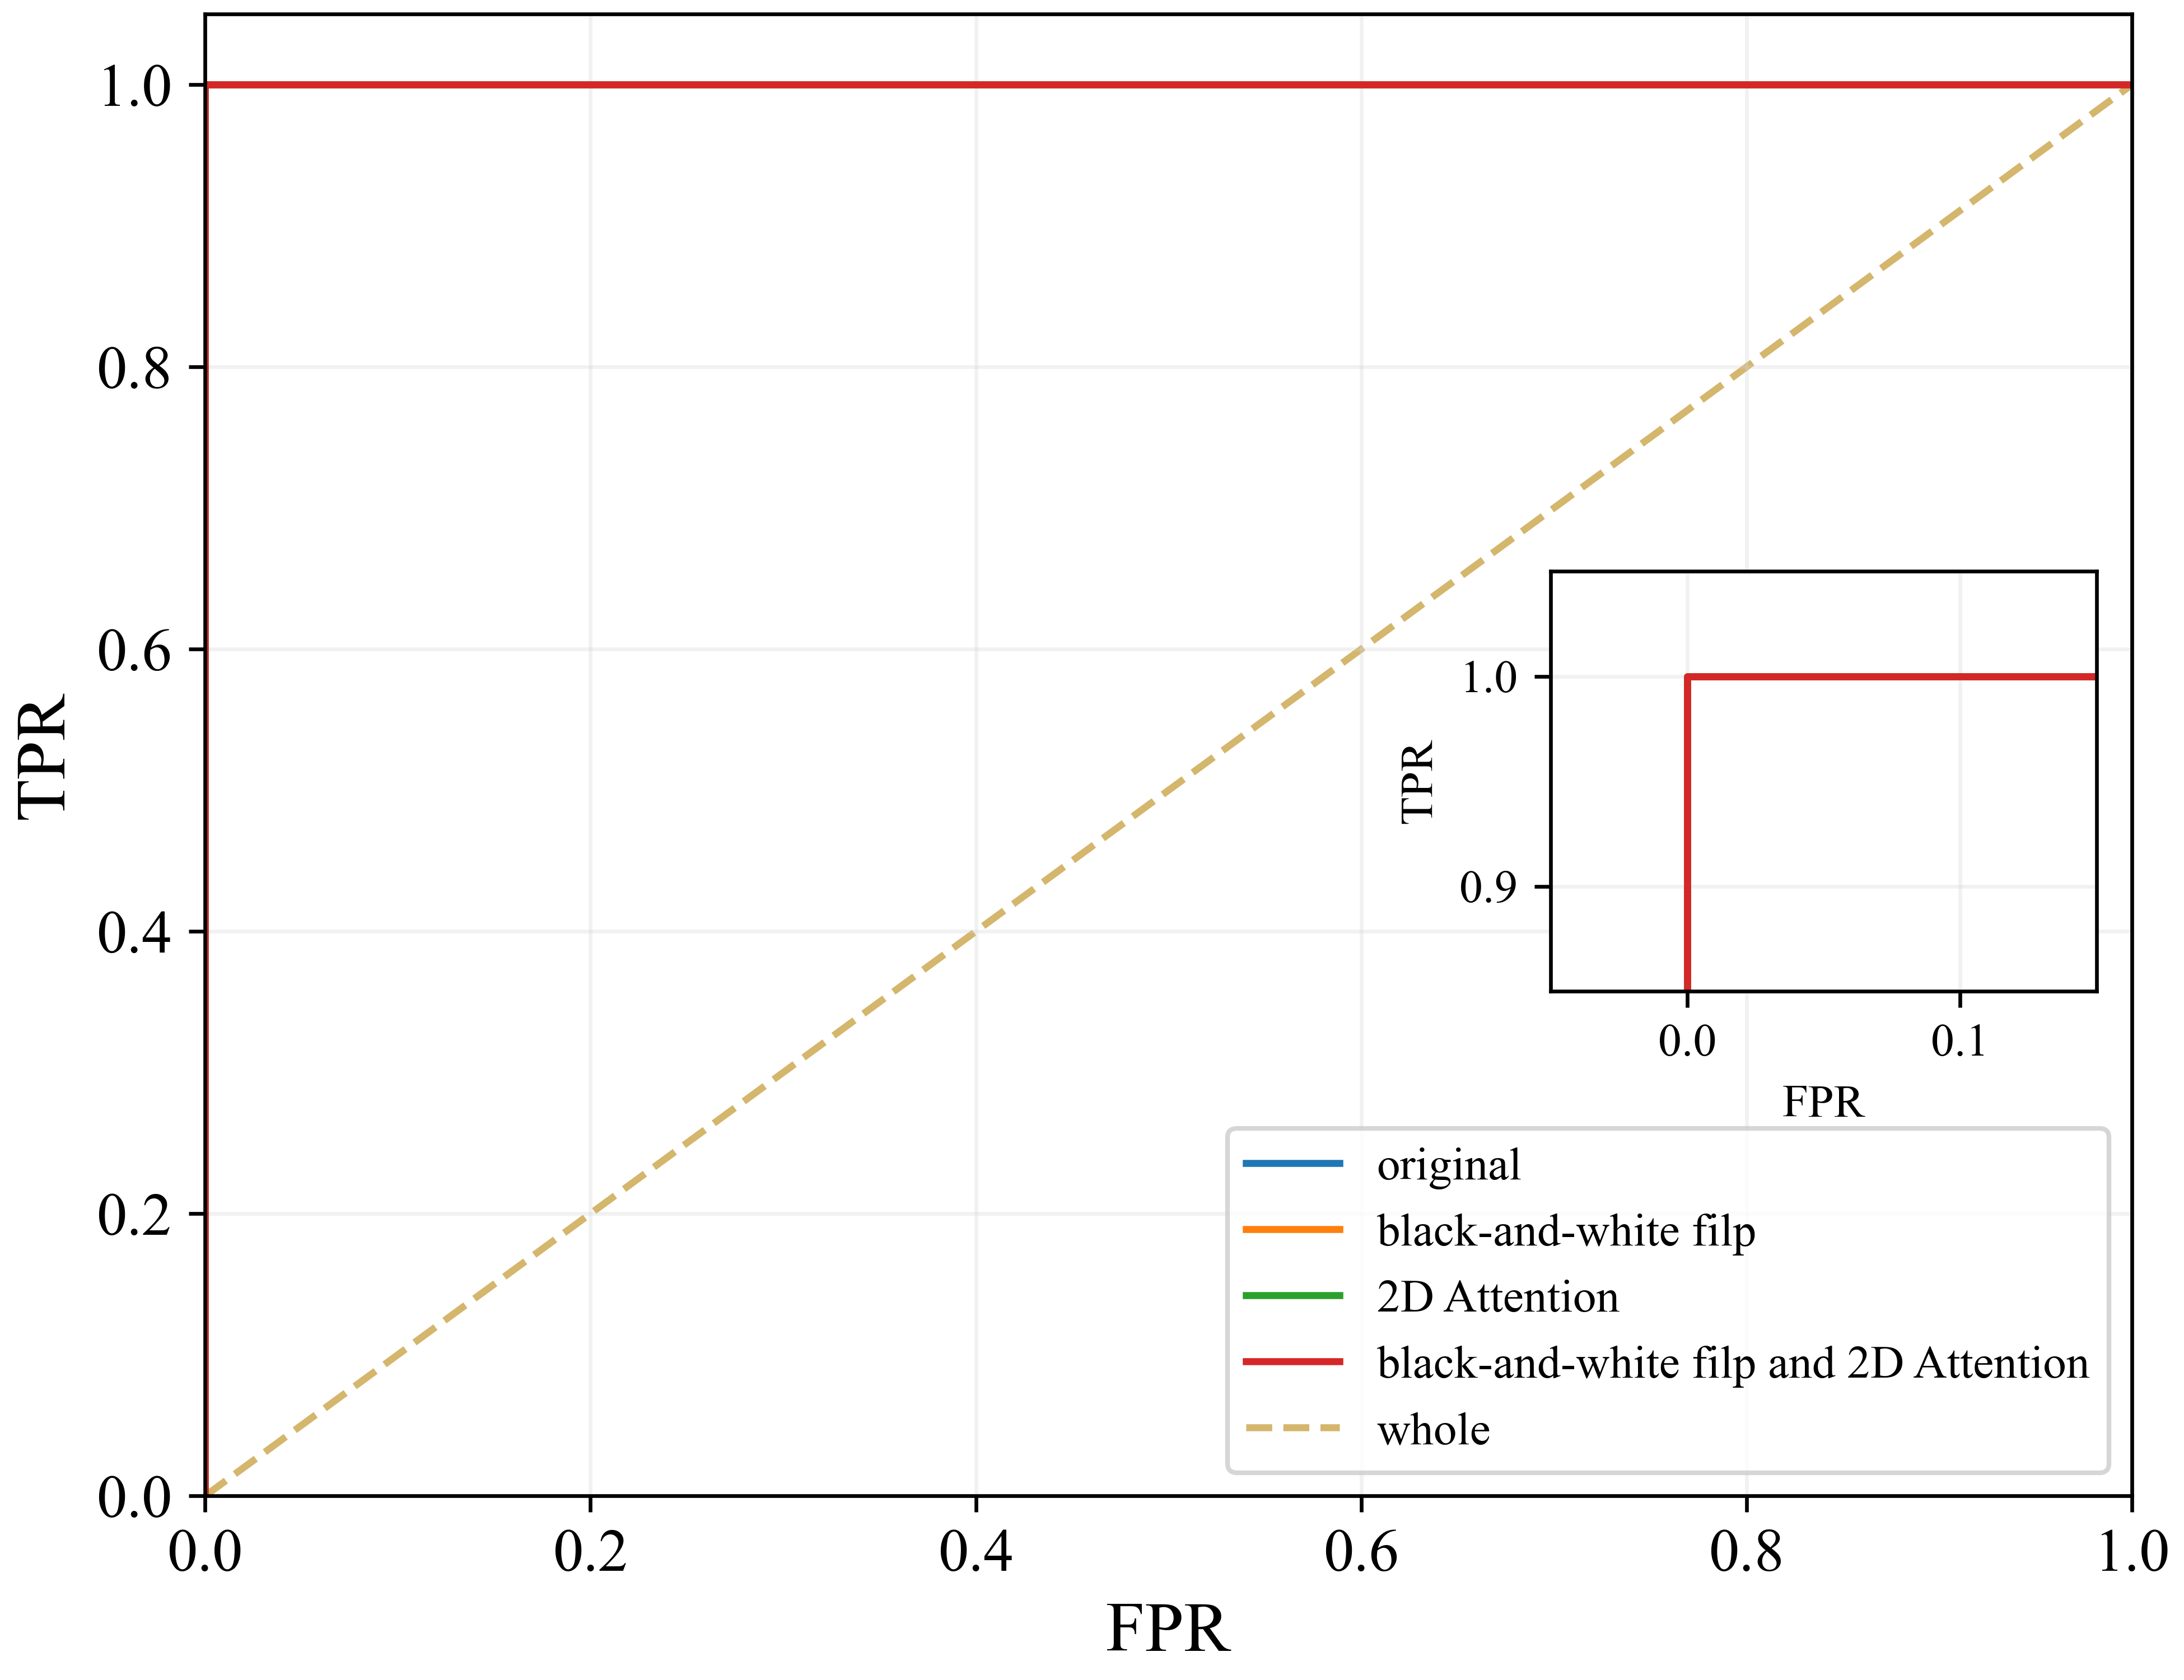 1.0
0.8
0.6
0.4
0.2
0.0
TPR
0.0 0.2 0.4 0.6 0.8 1.0
FPR
1.0
0.9
TPR
0.0 0.1
FPR
original
black-and-white filp
2D Attention
black-and-white filp and 2D Attention
whole